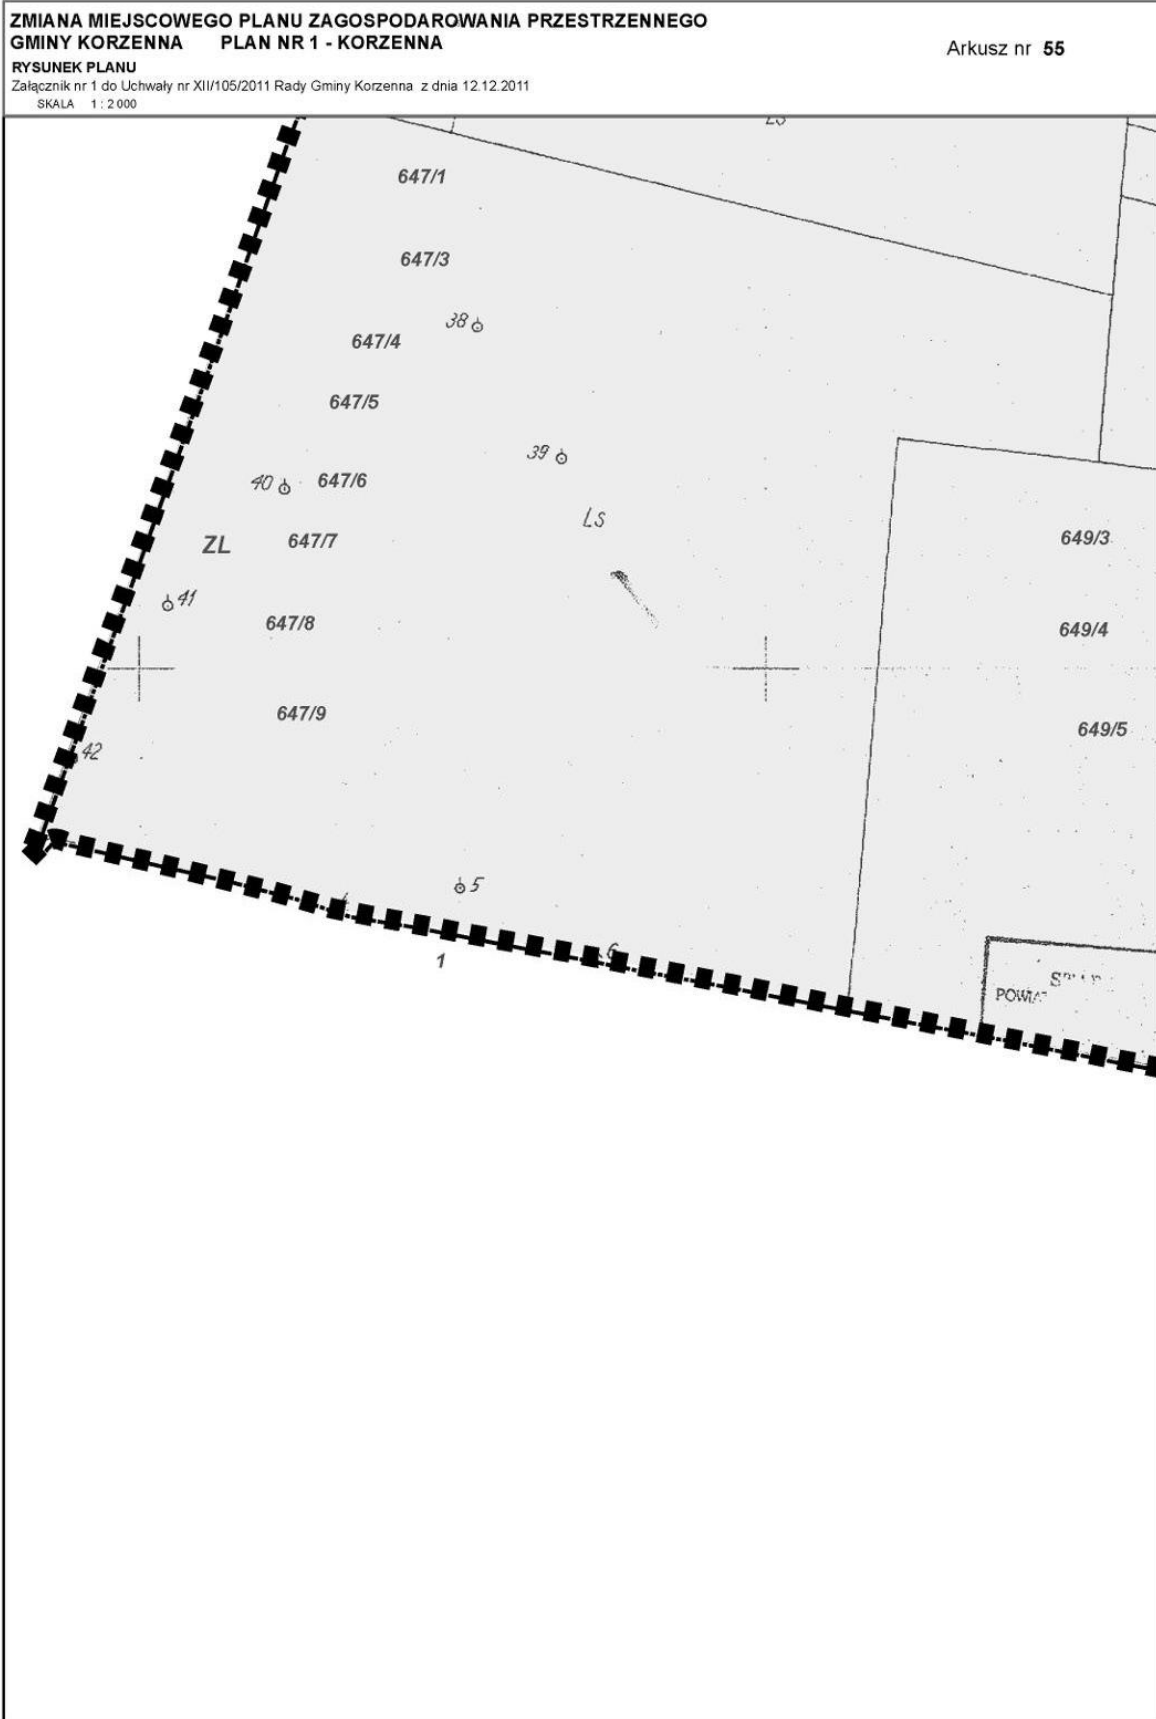 ZMIANA MIEJSCOWEGO PLANU ZAGOSPODAROWANIA PRZESTRZENNEGO
GMINY KORZENNA PLAN NR 1 - KORZENNA
Arkusz nr 55
RYSUNEK PLANU
Załącznik nr 1 do Uchwały nr XII/105/2011 Rady Gminy Korzenna z dnia 12.12.2011
SKALA 1 : 2 000
647/1
647/3
38
647/4
647/5
39
40
647/6
LS
649/3
ZL
647/7
41
647/8
649/4
647/9
649/5
42
5
6
1